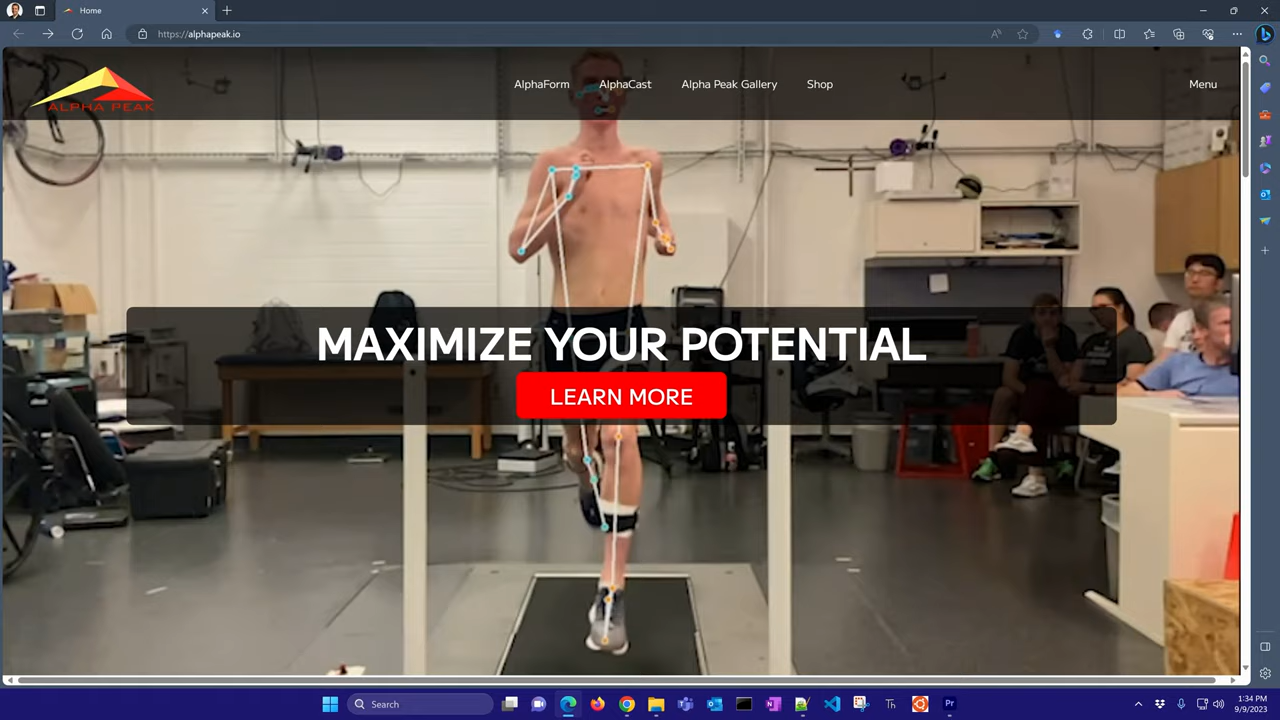 Home
https://alphapeak.io
ALPHA PEAK
AlphaForm
AlphaCast
Alpha Peak Gallery
Shop
Menu
MAXIMIZE YOUR POTENTIAL
LEARN MORE
Search
1:34 PM
9/9/2023